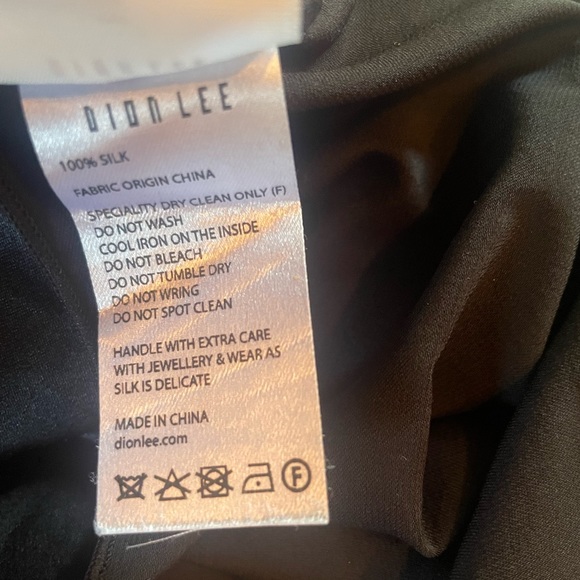 DION LEE
100% SILK
FABRIC ORIGIN CHINA
SPECIALITY DRY CLEAN ONLY (F)
DO NOT WASH
COOL IRON ON THE INSIDE
DO NOT BLEACH
DO NOT TUMBLE DRY
DO NOT WRING
DO NOT SPOT CLEAN
HANDLE WITH EXTRA CARE
WITH JEWELLERY & WEAR AS
SILK IS DELICATE
MADE IN CHINA
dionlee.com
F